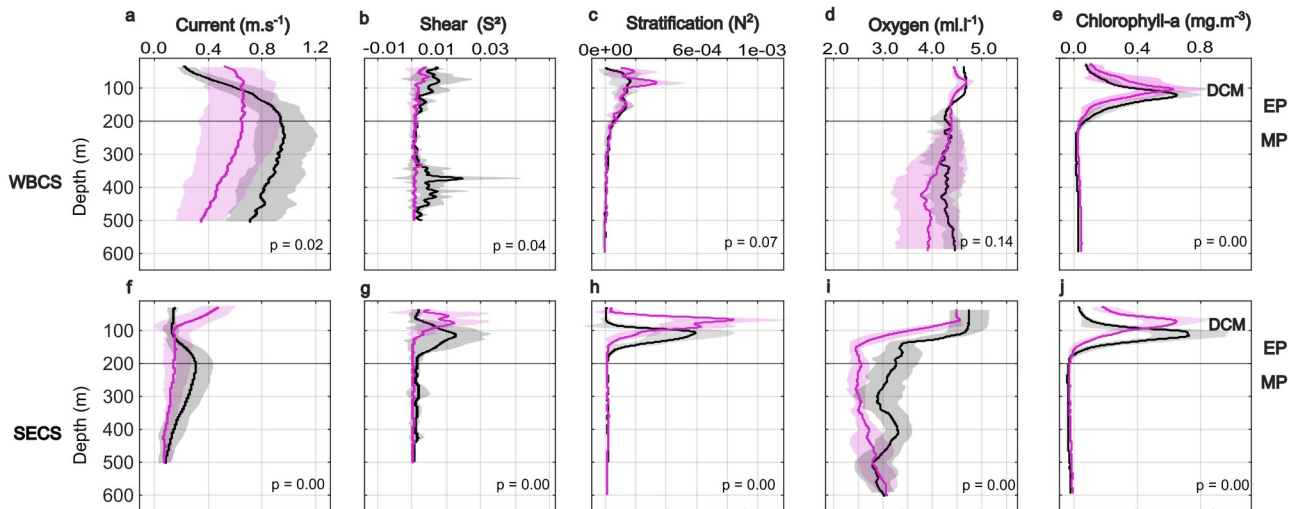 a Current (m.s⁻¹) b Shear (S²) c Stratification (N²) d Oxygen (ml.l⁻¹) e Chlorophyll-a (mg.m⁻³)
0.0 0.4 0.8 1.2 -0.01 0.01 0.03 0e+00 6e-04 1e-03 2.0 3.0 4.0 5.0 0.0 0.4 0.8
100 DCM
EP
200
MP
WBCS Depth (m) 300
400
500
600 p = 0.02 p = 0.04 p = 0.07 p = 0.14 p = 0.00
f g h i j
100 DCM
EP
200
MP
SECS Depth (m) 300
400
500
600 p = 0.00 p = 0.00 p = 0.00 p = 0.00 p = 0.00